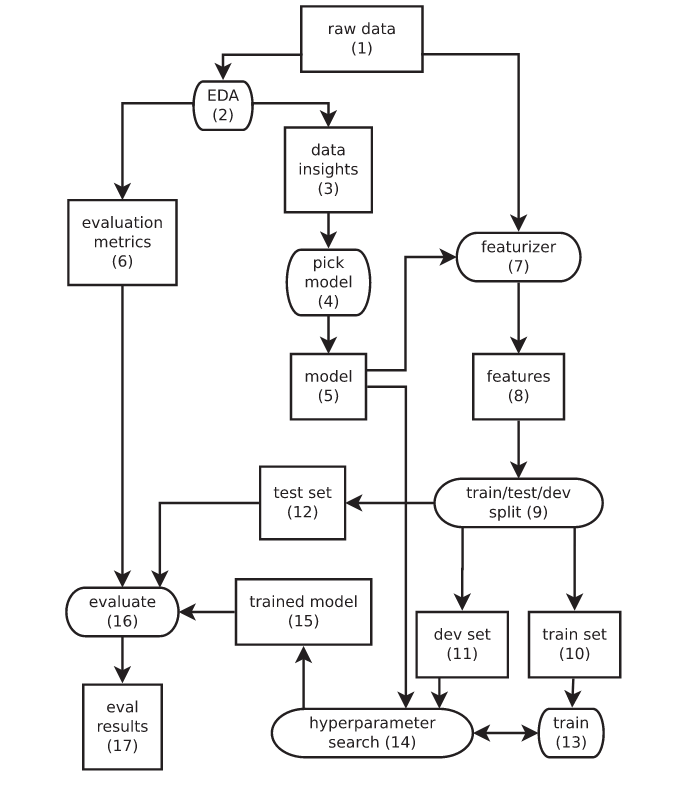 raw data
(1)
EDA
(2)
data
insights
(3)
evaluation
metrics
(6)
featurizer
(7)
pick
model
(4)
model
(5)
features
(8)
test set
(12)
train/test/dev
split (9)
evaluate
(16)
trained model
(15)
dev set
(11)
train set
(10)
eval
results
(17)
hyperparameter
search (14)
train
(13)